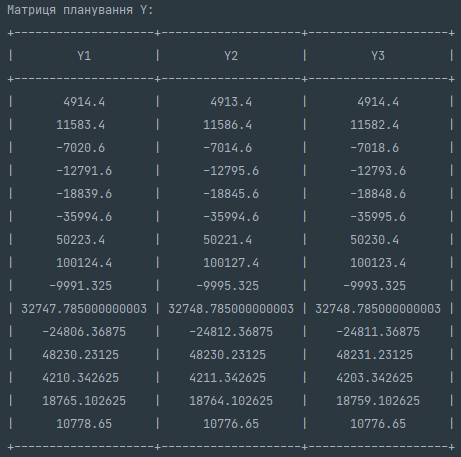 Матриця планування Y:
+--------------------+--------------------+--------------------+
| Y1 | Y2 | Y3 |
+--------------------+--------------------+--------------------+
| 4914.4 | 4913.4 | 4914.4 |
| 11583.4 | 11586.4 | 11582.4 |
| -7020.6 | -7014.6 | -7018.6 |
| -12791.6 | -12795.6 | -12793.6 |
| -18839.6 | -18845.6 | -18848.6 |
| -35994.6 | -35994.6 | -35995.6 |
| 50223.4 | 50221.4 | 50230.4 |
| 100124.4 | 100127.4 | 100123.4 |
| -9991.325 | -9995.325 | -9993.325 |
| 32747.785000000003 | 32748.785000000003 | 32748.785000000003 |
| -24806.36875 | -24812.36875 | -24811.36875 |
| 48230.23125 | 48230.23125 | 48231.23125 |
| 4210.342625 | 4211.342625 | 4203.342625 |
| 18765.102625 | 18764.102625 | 18759.102625 |
| 10778.65 | 10776.65 | 10776.65 |
+--------------------+--------------------+--------------------+